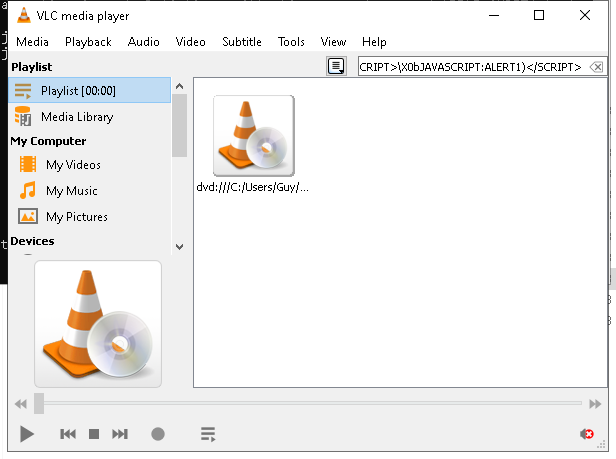 VLC media player
Media Playback Audio Video Subtitle Tools View Help
Playlist
CRIPT>\X0bJAVASCRIPT:ALERT1)</SCRIPT>
Playlist [00:00]
Media Library
My Computer
My Videos
My Music
My Pictures
Devices
dvd:///C:/Users/Guy/...